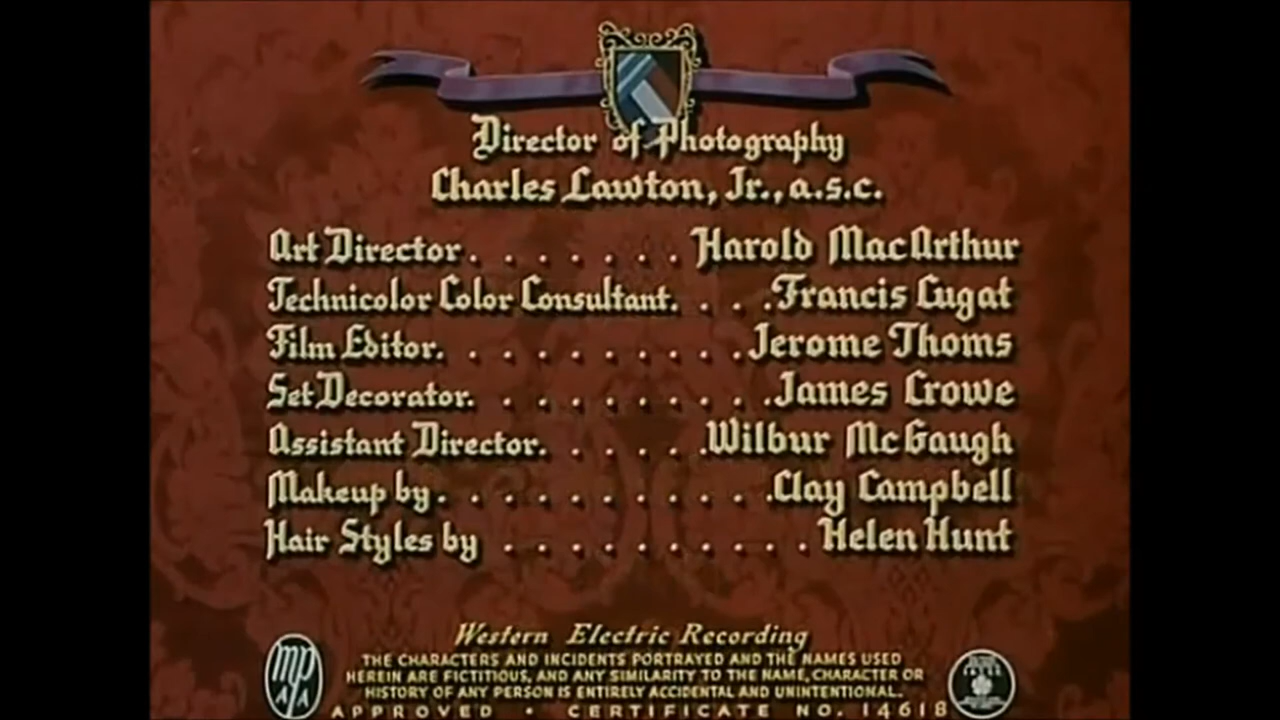 Director of Photography
Charles Lawton, Jr., a.s.c.
Art Director . . . . . . . Harold MacArthur
Technicolor Color Consultant. . . .Francis Cugat
Film Editor. . . . . . . . . .Jerome Thoms
Set Decorator. . . . . . . . . .James Crowe
Assistant Director. . . . . .Wilbur McGaugh
Makeup by . . . . . . . . . . .Clay Campbell
Hair Styles by . . . . . . . . . Helen Hunt
Western Electric Recording
THE CHARACTERS AND INCIDENTS PORTRAYED AND THE NAMES USED
HEREIN ARE FICTITIOUS, AND ANY SIMILARITY TO THE NAME, CHARACTER OR
HISTORY OF ANY PERSON IS ENTIRELY ACCIDENTAL AND UNINTENTIONAL.
APPROVED • CERTIFICATE NO. 14618
MPAA